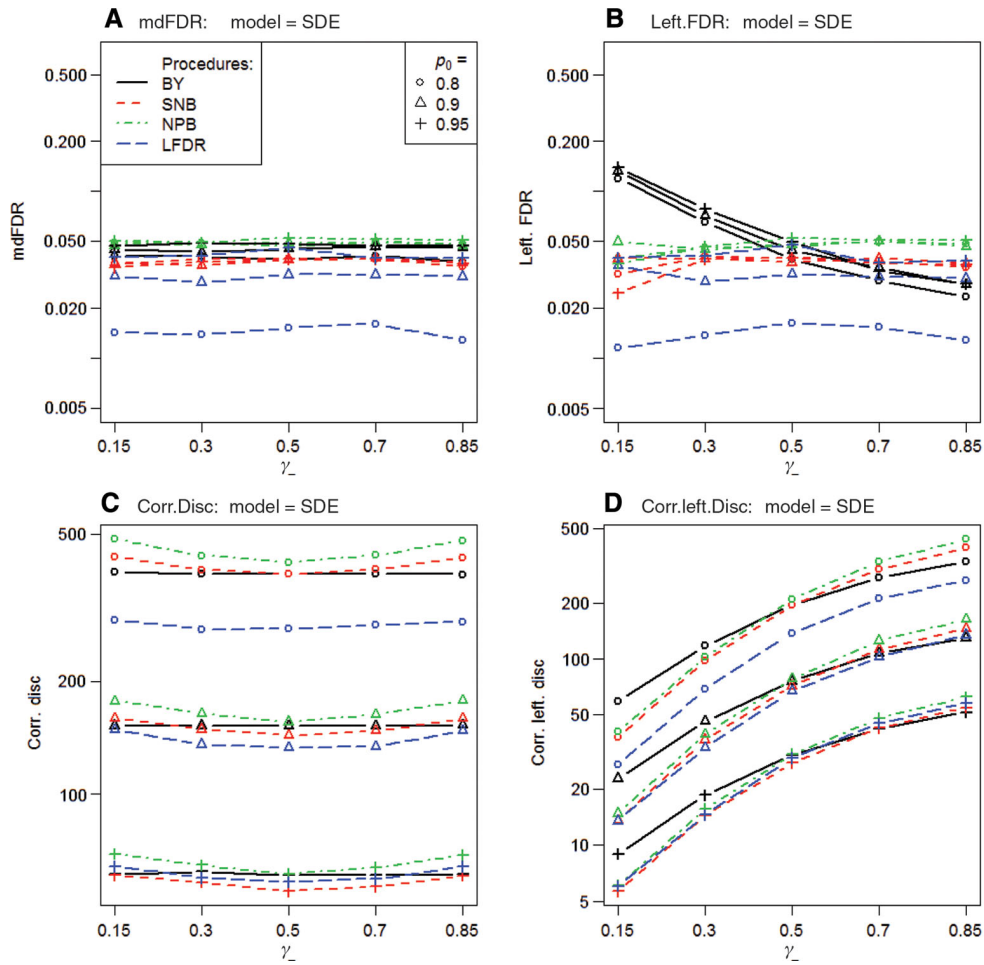 A mdFDR: model = SDE
Procedures:
BY
SNB
NPB
LFDR
p0 =
0.8
0.9
0.95
mdFDR
0.500
0.200
0.050
0.020
0.005
0.15 0.3 0.5 0.7 0.85
γ_
B Left.FDR: model = SDE
Left. FDR
0.500
0.200
0.050
0.020
0.005
0.15 0.3 0.5 0.7 0.85
γ_
C Corr.Disc: model = SDE
Corr. disc
500
200
100
0.15 0.3 0.5 0.7 0.85
γ_
D Corr.left.Disc: model = SDE
Corr. left. disc
500
200
100
50
20
10
5
0.15 0.3 0.5 0.7 0.85
γ_